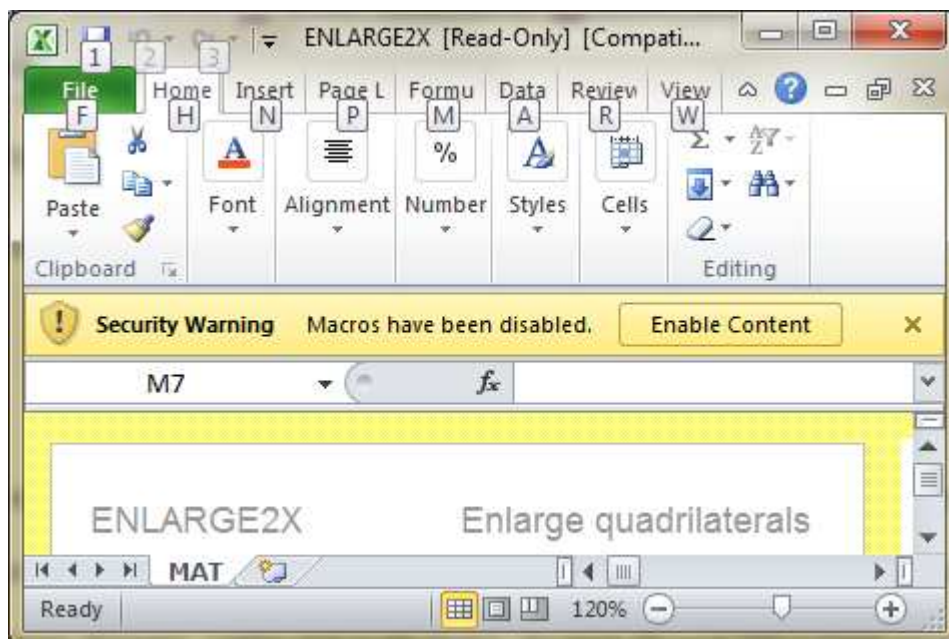 ENLARGE2X [Read-Only] [Compati...
1 2 3
File Home Insert Page L Formu Data Review View
F H N P M A R W
Paste Font Alignment Number Styles Cells
Clipboard Editing
Security Warning Macros have been disabled. Enable Content
M7 fx
ENLARGE2X Enlarge quadrilaterals
MAT
Ready 120%